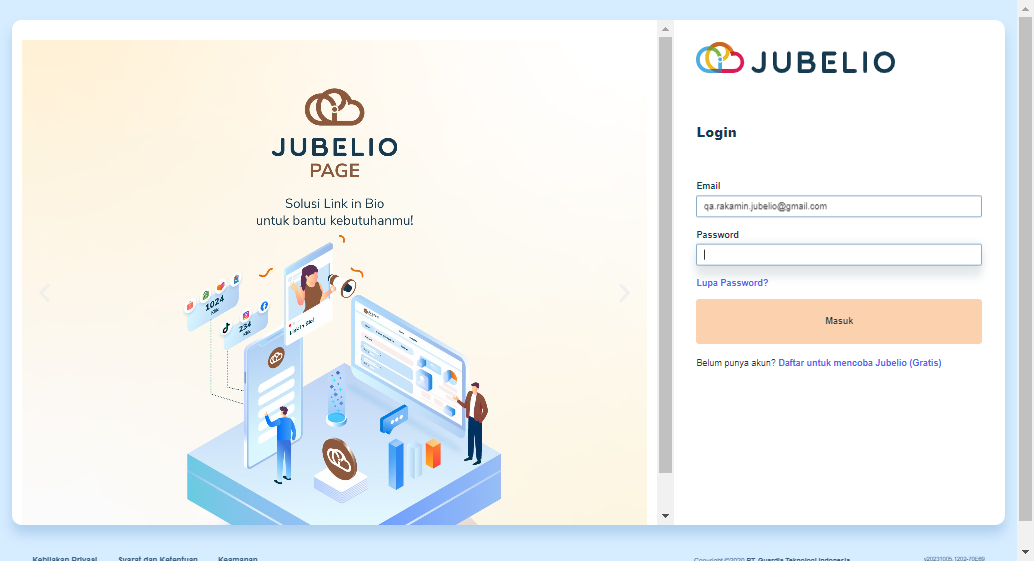 JUBELIO
PAGE
Solusi Link in Bio
untuk bantu kebutuhanmu!
1024
234
JUBELIO
Login
Email
qa.rakamin.jubelio@gmail.com
Password
Lupa Password?
Masuk
Belum punya akun? Daftar untuk mencoba Jubelio (Gratis)
Kebijakan Privasi
Syarat dan Ketentuan
Keamanan
Copyright ©2020 PT. Guardia Teknologi Indonesia